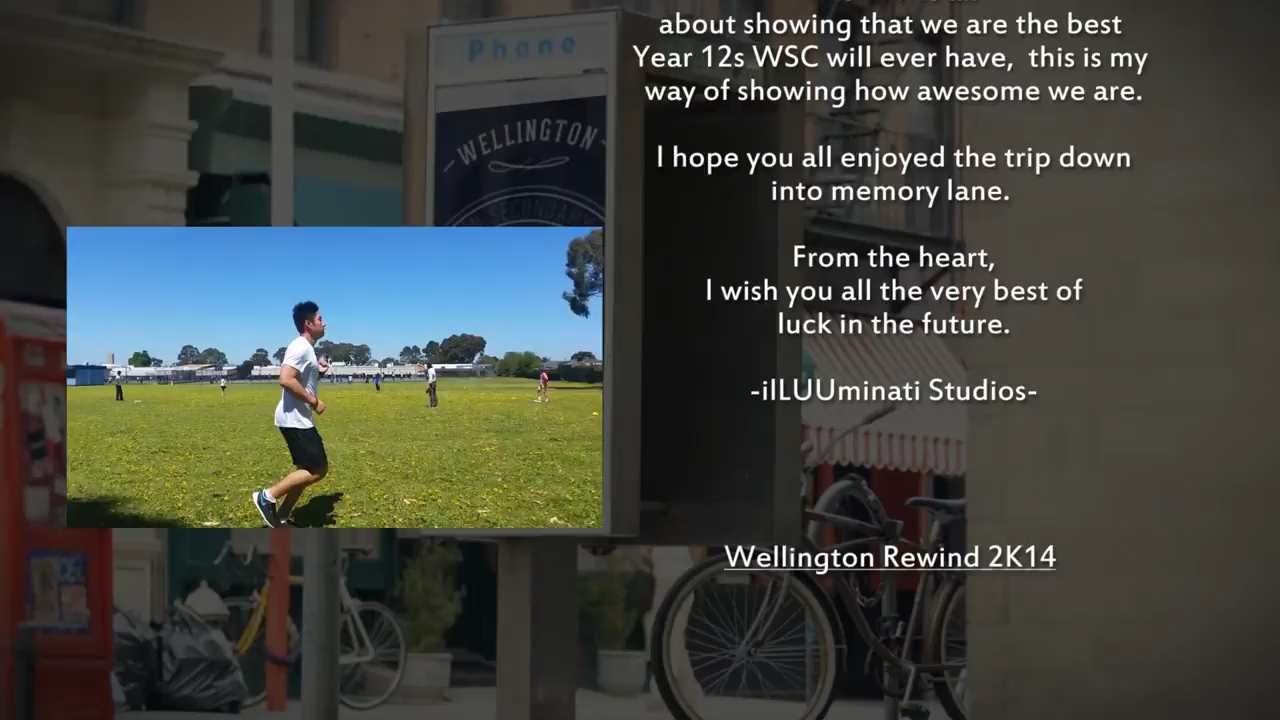 about showing that we are the best
Year 12s WSC will ever have, this is my
way of showing how awesome we are.
I hope you all enjoyed the trip down
into memory lane.
From the heart,
I wish you all the very best of
luck in the future.
-ilLUUminati Studios-
Wellington Rewind 2K14
Phone
WELLINGTON
SECONDARY